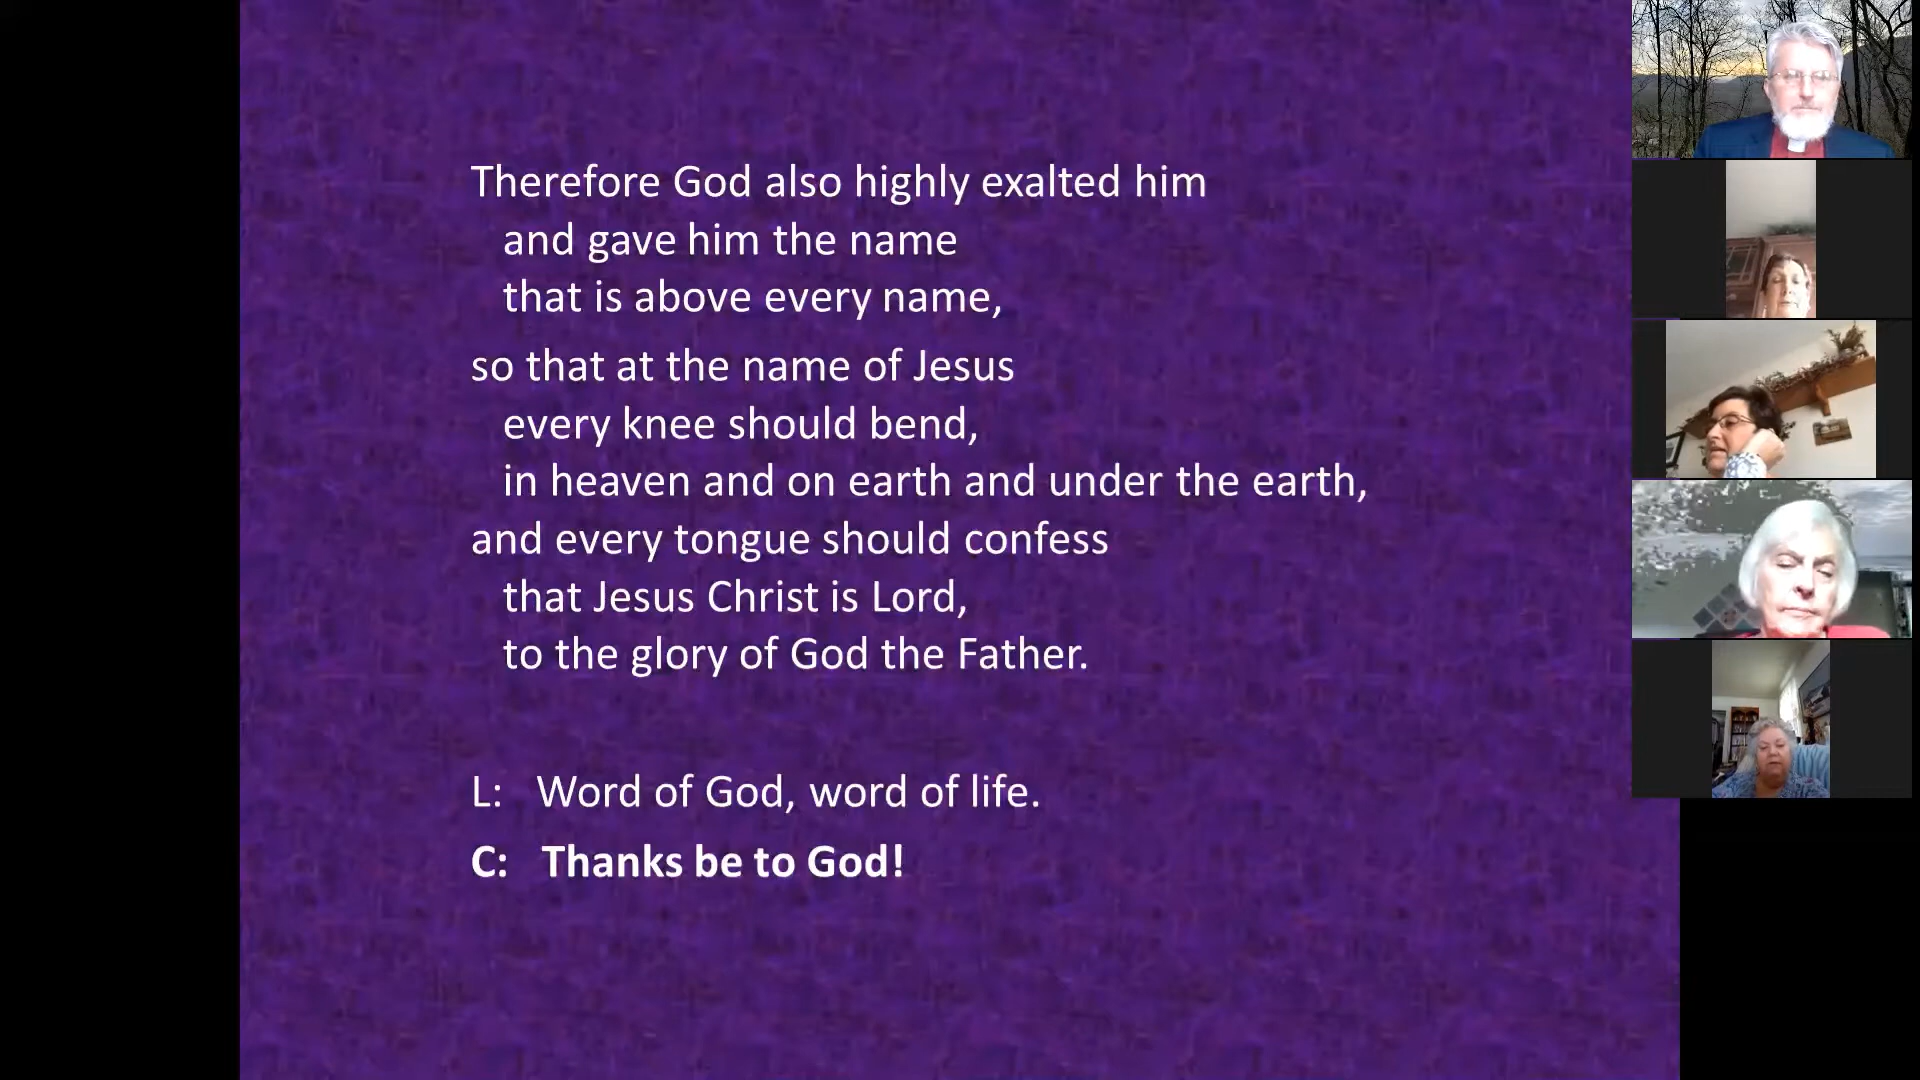 Therefore God also highly exalted him
and gave him the name
that is above every name,
so that at the name of Jesus
every knee should bend,
in heaven and on earth and under the earth,
and every tongue should confess
that Jesus Christ is Lord,
to the glory of God the Father.
L: Word of God, word of life.
C: Thanks be to God!